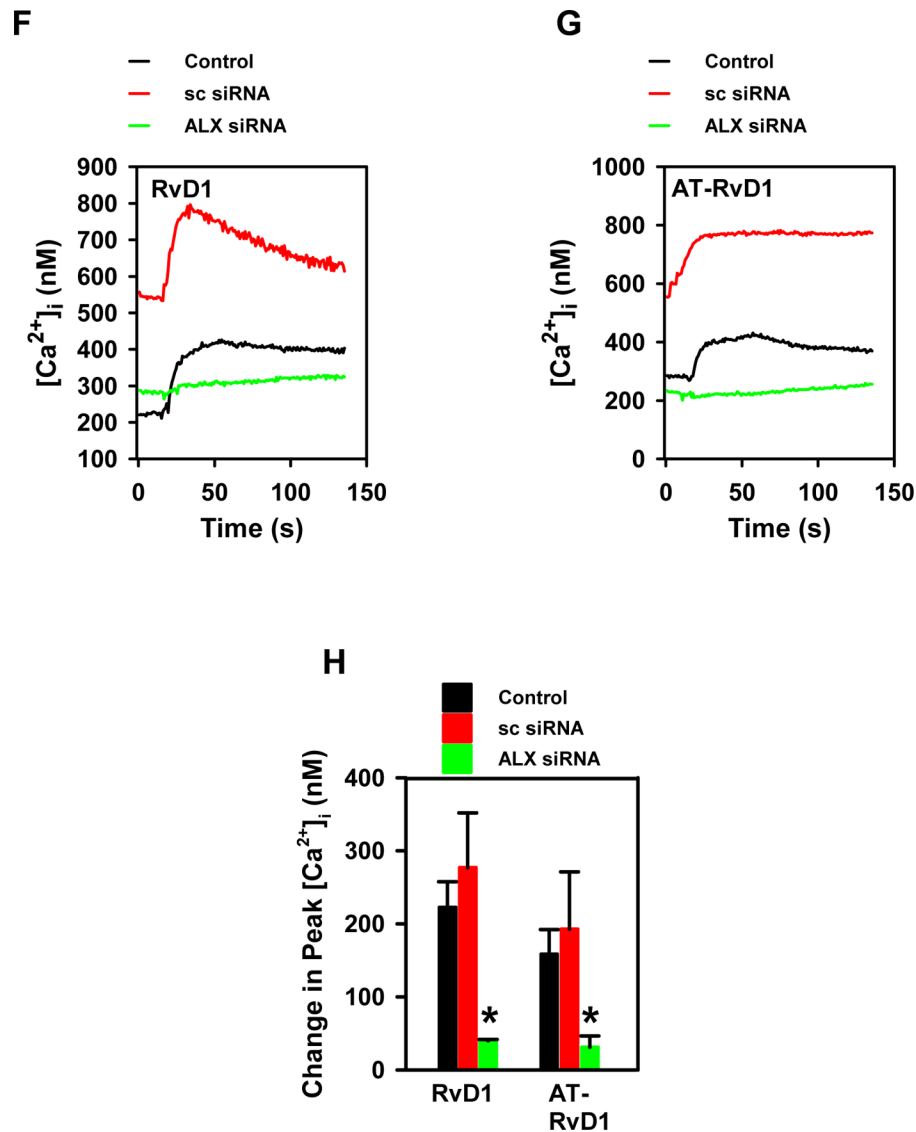 F
Control
sc siRNA
ALX siRNA
RvD1
[Ca2+]i (nM)
900
800
700
600
500
400
300
200
100
0
50
100
150
Time (s)
G
Control
sc siRNA
ALX siRNA
AT-RvD1
[Ca2+]i (nM)
1000
800
600
400
200
0
0
50
100
150
Time (s)
H
Control
sc siRNA
ALX siRNA
Change in Peak [Ca2+]i (nM)
400
300
200
100
0
*
*
RvD1
AT-
RvD1